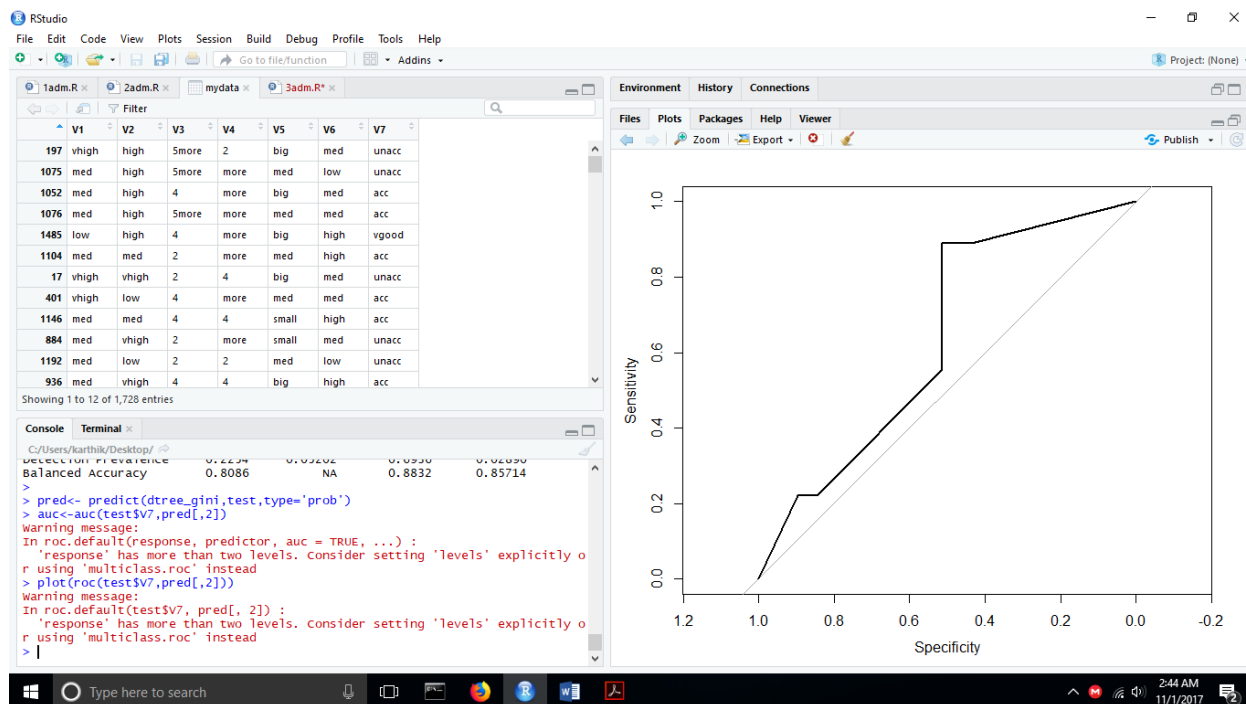 RStudio
File Edit Code View Plots Session Build Debug Profile Tools Help
Go to file/function Addins Project: (None)
1adm.R 2adm.R mydata 3adm.R*
Filter
V1 V2 V3 V4 V5 V6 V7
197 vhigh high 5more 2 big med unacc
1075 med high 5more more med low unacc
1052 med high 4 more big med acc
1076 med high 5more more med med acc
1485 low high 4 more big high vgood
1104 med med 2 more med high acc
17 vhigh vhigh 2 4 big med unacc
401 vhigh low 4 more med med acc
1146 med med 4 4 small high acc
884 med vhigh 2 more small med unacc
1192 med low 2 2 med low unacc
936 med vhigh 4 4 big high acc
Showing 1 to 12 of 1,728 entries
Console Terminal
C:/Users/karthik/Desktop/
Detection Prevalence
Balanced Accuracy 0.8086 NA 0.8832 0.85714
>
> pred<- predict(dtree_gini,test,type='prob')
> auc<-auc(test$V7,pred[,2])
Warning message:
In roc.default(response, predictor, auc = TRUE, ...) :
'response' has more than two levels. Consider setting 'levels' explicitly o
r using 'multiclass.roc' instead
> plot(roc(test$V7,pred[,2]))
Warning message:
In roc.default(test$V7, pred[, 2]) :
'response' has more than two levels. Consider setting 'levels' explicitly o
r using 'multiclass.roc' instead
>
Environment History Connections
Files Plots Packages Help Viewer
Zoom Export Publish
1.0
0.8
0.6
0.4
0.2
0.0
Sensitivity
1.2 1.0 0.8 0.6 0.4 0.2 0.0 -0.2
Specificity
Type here to search
2:44 AM
11/1/2017
2